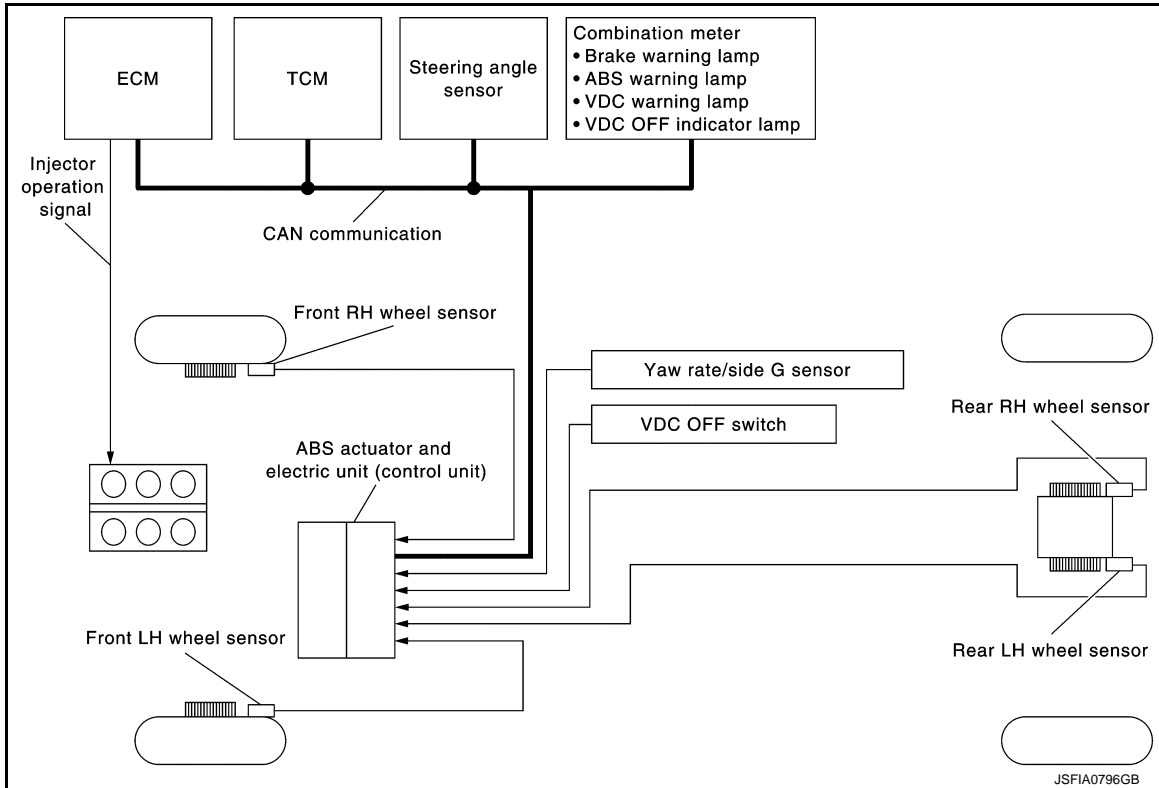 ECM
TCM
Steering angle
sensor
Combination meter
• Brake warning lamp
• ABS warning lamp
• VDC warning lamp
• VDC OFF indicator lamp
Injector
operation
signal
CAN communication
Front RH wheel sensor
Yaw rate/side G sensor
VDC OFF switch
Rear RH wheel sensor
ABS actuator and
electric unit (control unit)
Front LH wheel sensor
Rear LH wheel sensor
JSFIA0796GB